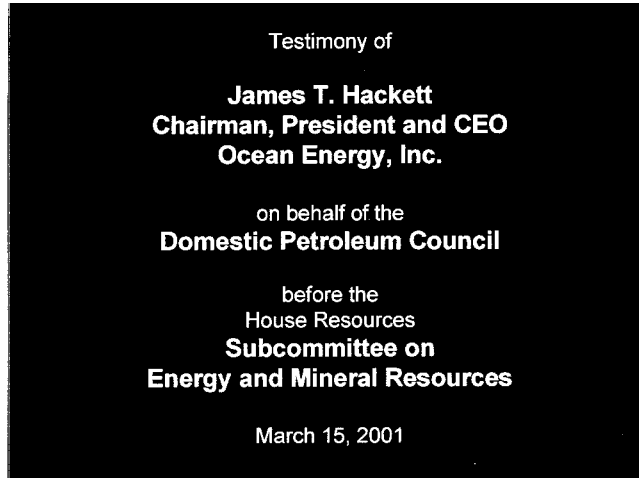 Testimony of
James T. Hackett
Chairman, President and CEO
Ocean Energy, Inc.
on behalf of the
Domestic Petroleum Council
before the
House Resources
Subcommittee on
Energy and Mineral Resources
March 15, 2001